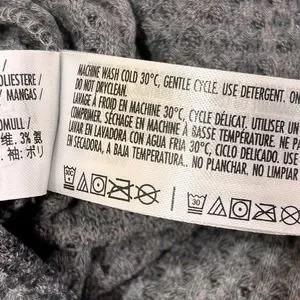 OLIESTERE
/ MANGAS /
OMULL /
维, 3% 氨
, 袖: ポリ
MACHINE WASH COLD 30°C, GENTLE CYCLE. USE DETERGENT, ON
DO NOT DRYCLEAN.
LAVAGE À FROID EN MACHINE 30°C, CYCLE DÉLICAT, UTILISER UN
COMPRIMER, SÉCHAGE EN MACHINE À BASSE TEMPÉRATURE. NE PA
LAVAR EN LAVADORA CON AGUA FRIA 30°C, CICLO DELICADO. USE
EN SECADORA, A BAJA TEMPERATURA.. NO PLANCHAR. NO LIMPIAR
30